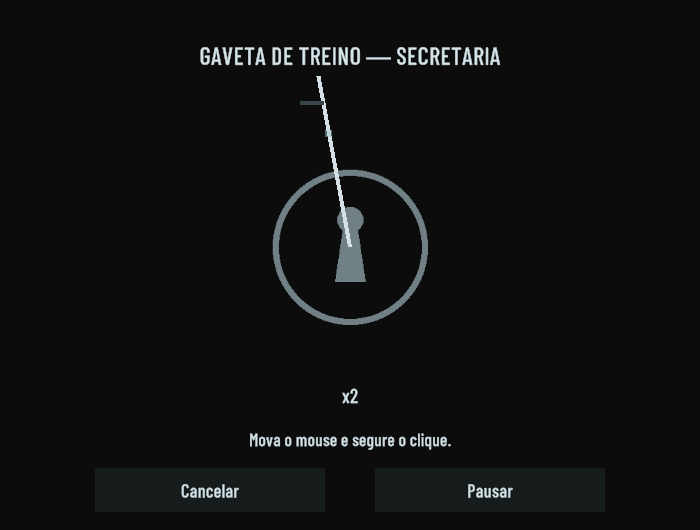 GAVETA DE TREINO — SECRETARIA
x2
Mova o mouse e segure o clique.
Cancelar
Pausar